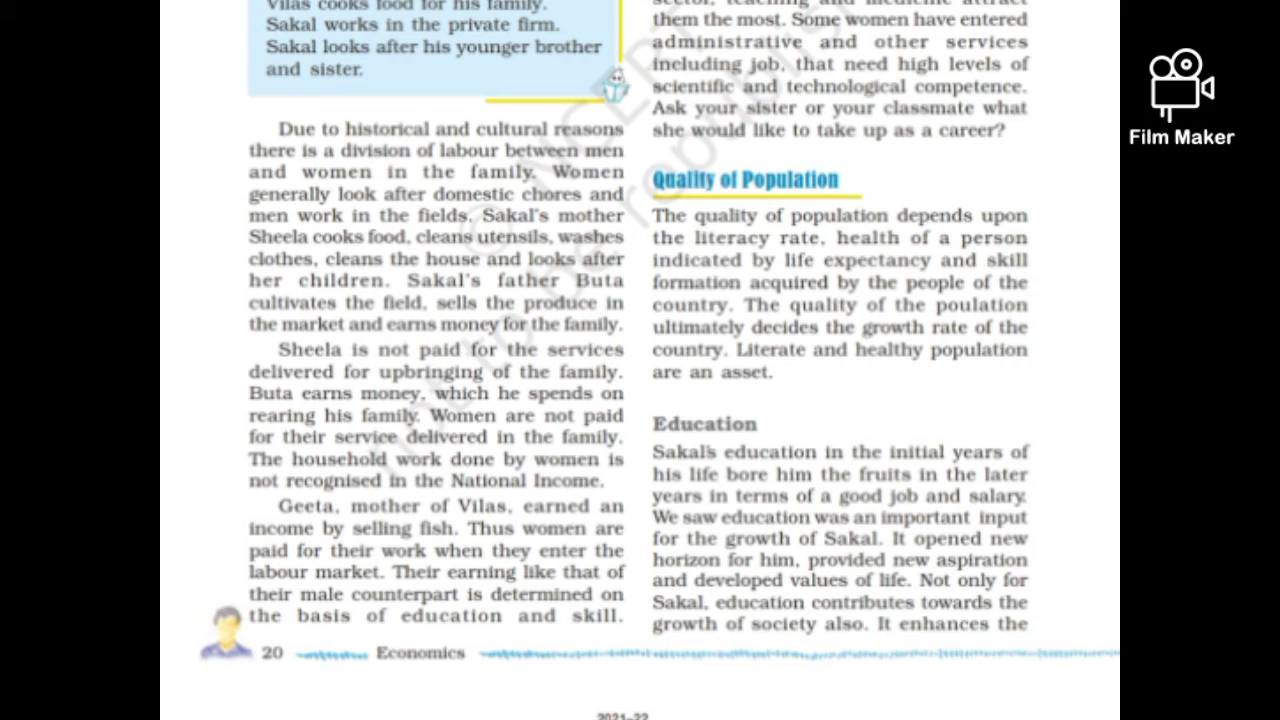 Vilas cooks food for his family.
Sakal works in the private firm.
Sakal looks after his younger brother
and sister.
Due to historical and cultural reasons
there is a division of labour between men
and women in the family. Women
generally look after domestic chores and
men work in the fields. Sakal's mother
Sheela cooks food, cleans utensils, washes
clothes, cleans the house and looks after
her children. Sakal's father Buta
cultivates the field, sells the produce in
the market and earns money for the family.
Sheela is not paid for the services
delivered for upbringing of the family.
Buta earns money, which he spends on
rearing his family. Women are not paid
for their service delivered in the family.
The household work done by women is
not recognised in the National Income.
Geeta, mother of Vilas, earned an
income by selling fish. Thus women are
paid for their work when they enter the
labour market. Their earning like that of
their male counterpart is determined on
the basis of education and skill.
sector, teaching and medicine attract
them the most. Some women have entered
administrative and other services
including job, that need high levels of
scientific and technological competence.
Ask your sister or your classmate what
she would like to take up as a career?
Quality of Population
The quality of population depends upon
the literacy rate, health of a person
indicated by life expectancy and skill
formation acquired by the people of the
country. The quality of the poulation
ultimately decides the growth rate of the
country. Literate and healthy population
are an asset.
Education
Sakal's education in the initial years of
his life bore him the fruits in the later
years in terms of a good job and salary.
We saw education was an important input
for the growth of Sakal. It opened new
horizon for him, provided new aspiration
and developed values of life. Not only for
Sakal, education contributes towards the
growth of society also. It enhances the
20 Economics
2021-22
© NCERT
not to be republished
Film Maker